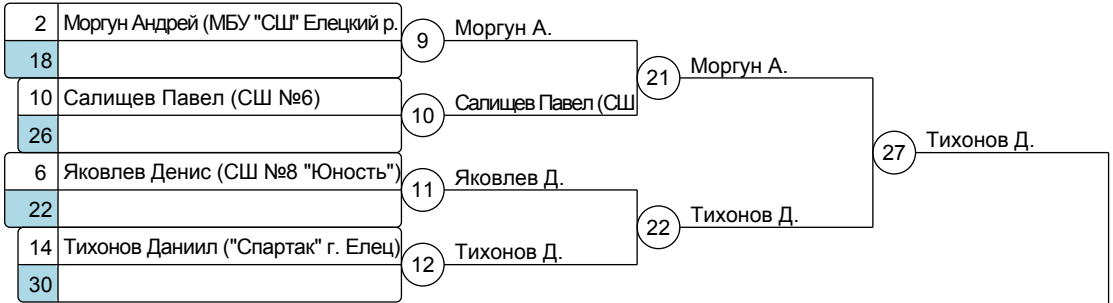 2 Моргун Андрей (МБУ "СШ" Елецкий р.
9 Моргун А.
18
21 Моргун А.
10 Салищев Павел (СШ №6)
10 Салищев Павел (СШ
26
27 Тихонов Д.
6 Яковлев Денис (СШ №8 "Юность")
11 Яковлев Д.
22
22 Тихонов Д.
14 Тихонов Даниил ("Спартак" г. Елец)
12 Тихонов Д.
30